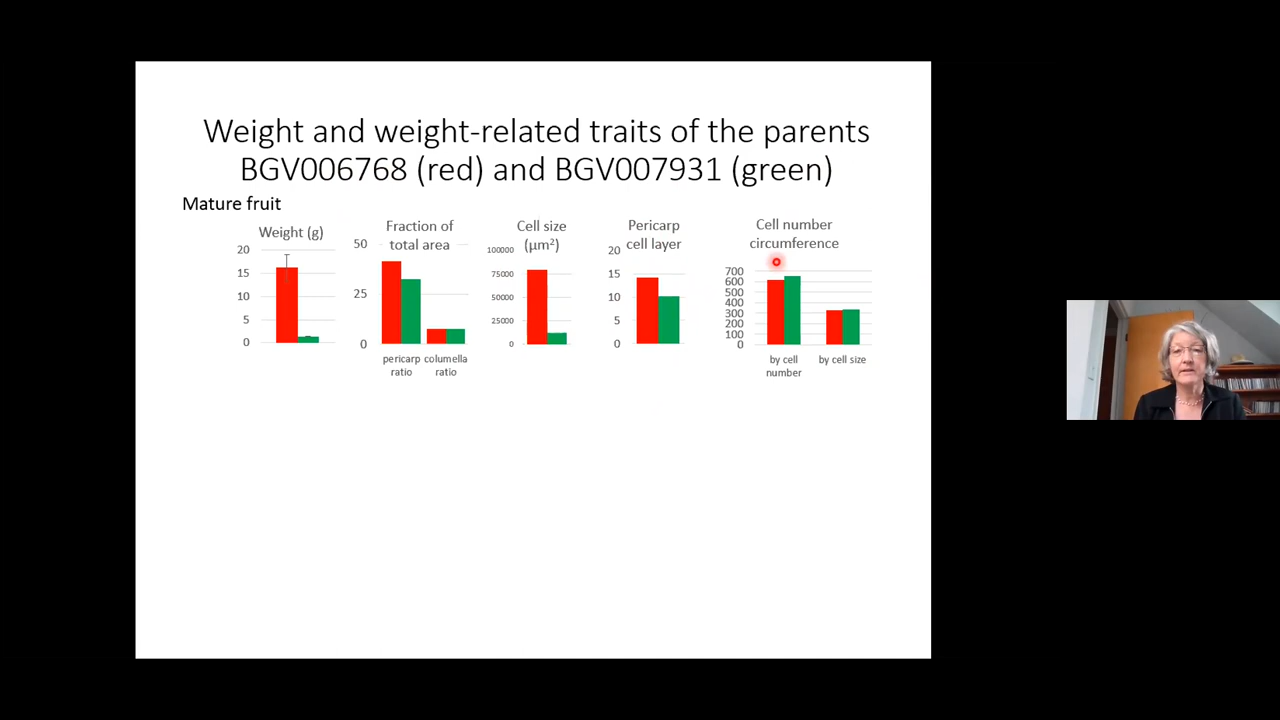 Weight and weight-related traits of the parents
BGV006768 (red) and BGV007931 (green)
Mature fruit
Weight (g)
20
15
10
5
0
Fraction of
total area
50
25
0
pericarp columella
ratio ratio
Cell size
(µm²)
100000
75000
50000
25000
0
Pericarp
cell layer
20
15
10
5
0
Cell number
circumference
700
600
500
400
300
200
100
0
by cell
number
by cell size